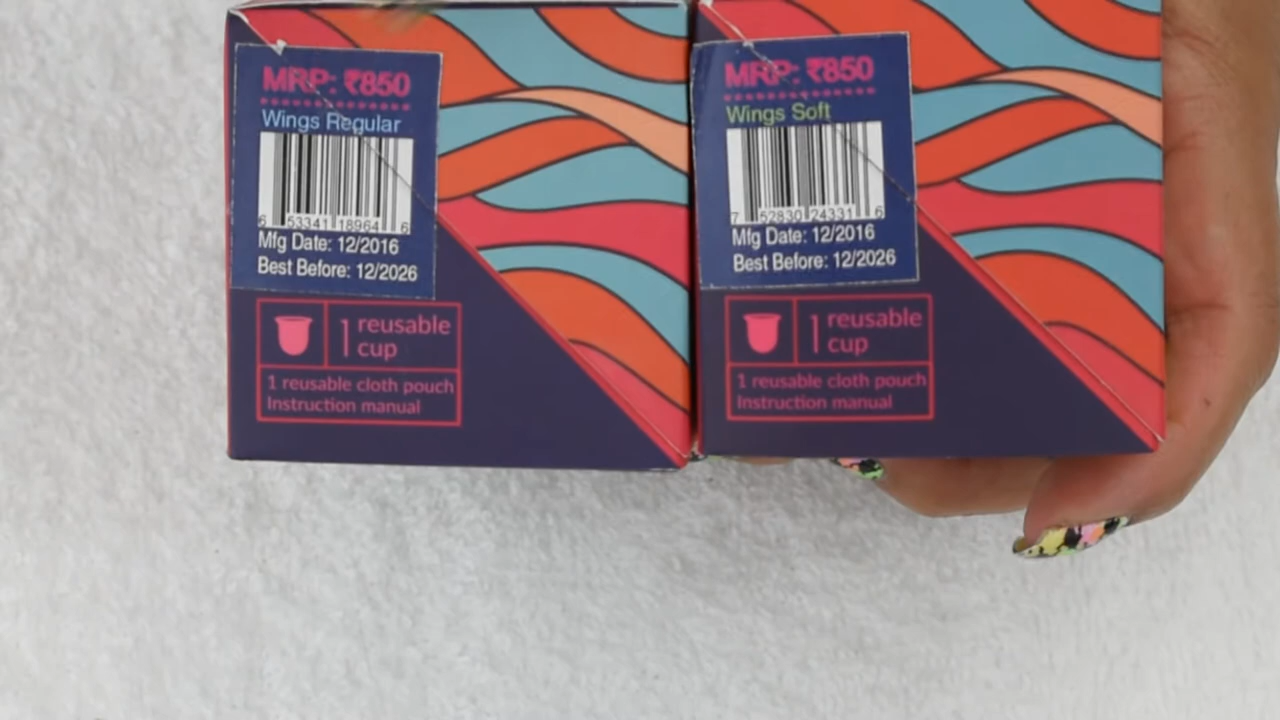 MRP: ₹850
Wings Regular
6 53341 18964 6
Mfg Date: 12/2016
Best Before: 12/2026
1 reusable
cup
1 reusable cloth pouch
Instruction manual
MRP: ₹850
Wings Soft
7 52830 24331 6
Mfg Date: 12/2016
Best Before: 12/2026
1 reusable
cup
1 reusable cloth pouch
Instruction manual